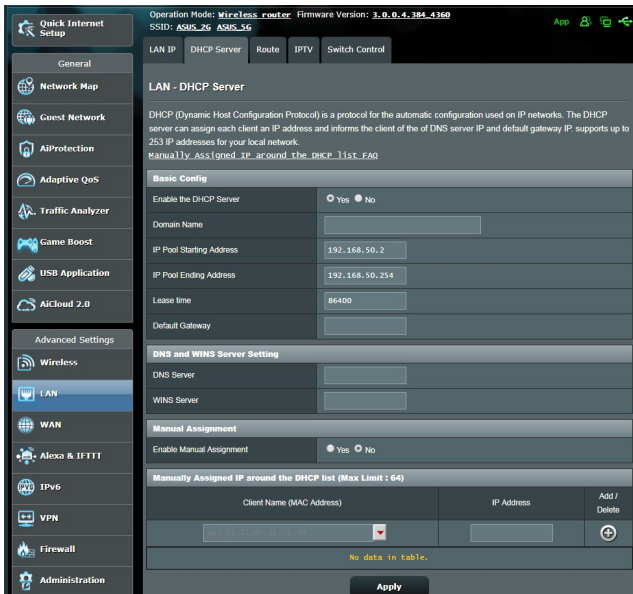 Quick Internet
Setup
General
Network Map
Guest Network
AiProtection
Adaptive QoS
Traffic Analyzer
Game Boost
USB Application
AiCloud 2.0
Advanced Settings
Wireless
LAN
WAN
Alexa & IFTTT
IPv6
VPN
Firewall
Administration
Operation Mode: Wireless router Firmware Version: 3.0.0.4.384_4360
SSID: ASUS_2G ASUS_5G
App
LAN IP DHCP Server Route IPTV Switch Control
LAN - DHCP Server
DHCP (Dynamic Host Configuration Protocol) is a protocol for the automatic configuration used on IP networks. The DHCP
server can assign each client an IP address and informs the client of the of DNS server IP and default gateway IP. supports up to
253 IP addresses for your local network.
Manually Assigned IP around the DHCP list FAQ
Basic Config
Enable the DHCP Server Yes No
Domain Name
IP Pool Starting Address 192.168.50.2
IP Pool Ending Address 192.168.50.254
Lease time 86400
Default Gateway
DNS and WINS Server Setting
DNS Server
WINS Server
Manual Assignment
Enable Manual Assignment Yes No
Manually Assigned IP around the DHCP list (Max Limit : 64)
Client Name (MAC Address) IP Address Add /
Delete
No data in table.
Apply